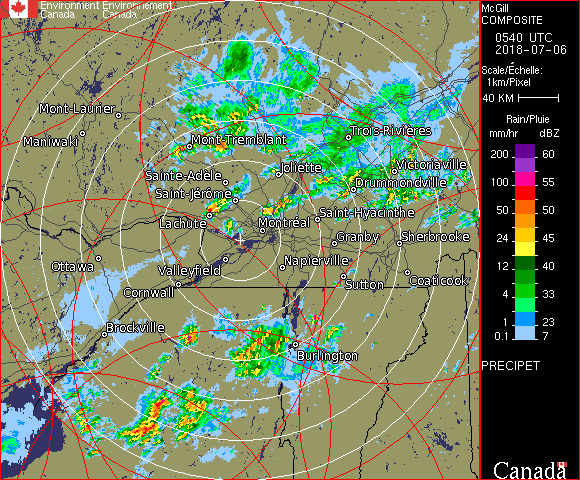 Environment Environnement
Canada Canada
McGill
COMPOSITE
0540 UTC
2018-07-06
Scale/Échelle:
1km/Pixel
40 KM
Rain/Pluie
mm/hr dBZ
200 60
100 55
50 50
24 45
12 40
4 33
1 28
0.5 23
0.1 7
PRECIPET
Canada
Mont-Laurier
Maniwaki
Mont-Tremblant
Trois-Rivières
Joliette
Victoriaville
Sainte-Adèle
Drummondville
Saint-Jérôme
Lachute
Saint-Hyacinthe
Montréal
Granby
Sherbrooke
Ottawa
Valleyfield
Napierville
Cornwall
Sutton
Coaticook
Brockville
Burlington